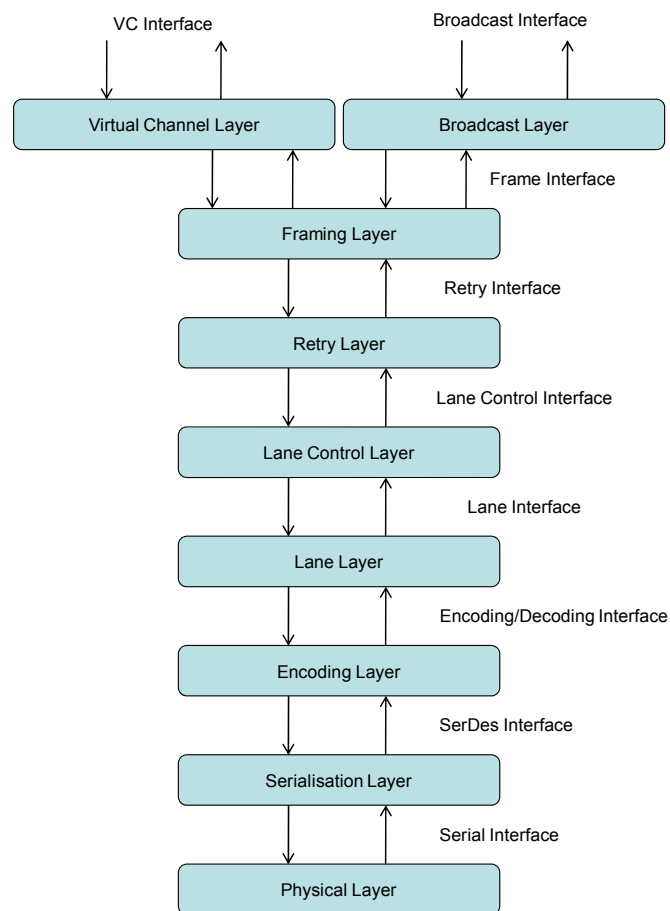 VC Interface
Broadcast Interface
Virtual Channel Layer
Broadcast Layer
Frame Interface
Framing Layer
Retry Interface
Retry Layer
Lane Control Interface
Lane Control Layer
Lane Interface
Lane Layer
Encoding/Decoding Interface
Encoding Layer
SerDes Interface
Serialisation Layer
Serial Interface
Physical Layer